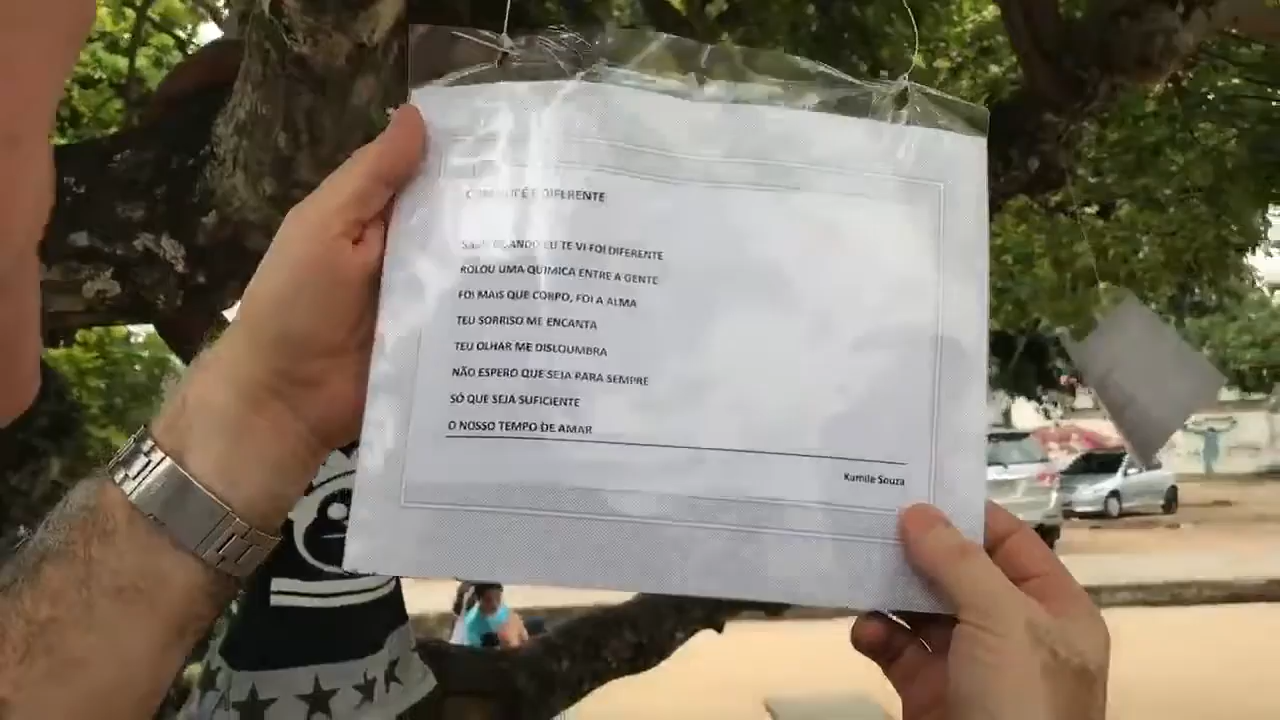 COM VOCÊ É DIFERENTE
QUANDO EU TE VI FOI DIFERENTE
ROLOU UMA QUIMICA ENTRE A GENTE
FOI MAIS QUE CORPO, FOI A ALMA
TEU SORRISO ME ENCANTA
TEU OLHAR ME DISLOUMBRA
NÃO ESPERO QUE SEJA PARA SEMPRE
SÓ QUE SEJA SUFICIENTE
O NOSSO TEMPO DE AMAR
Kamile Souza